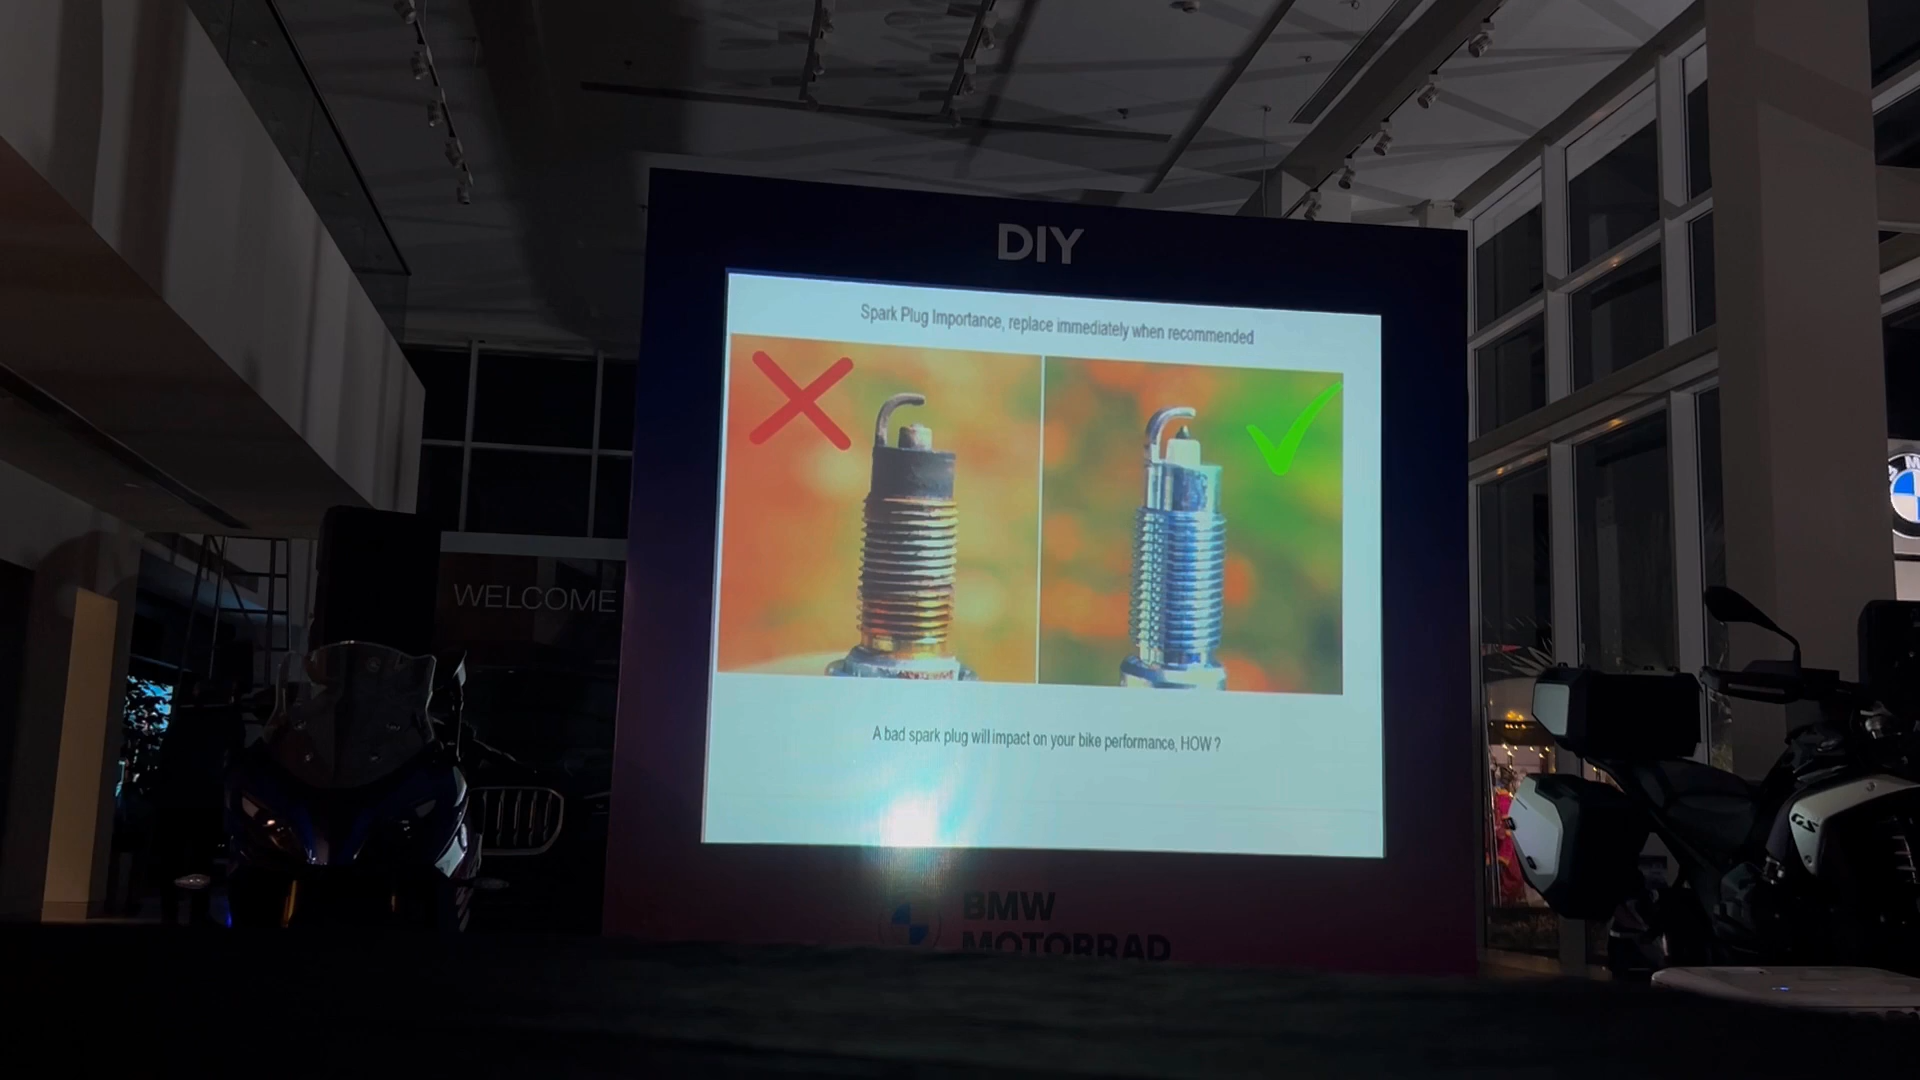 DIY
Spark Plug Importance, replace immediately when recommended
A bad spark plug will impact on your bike performance, HOW ?
WELCOME
BMW
MOTORRAD
GS